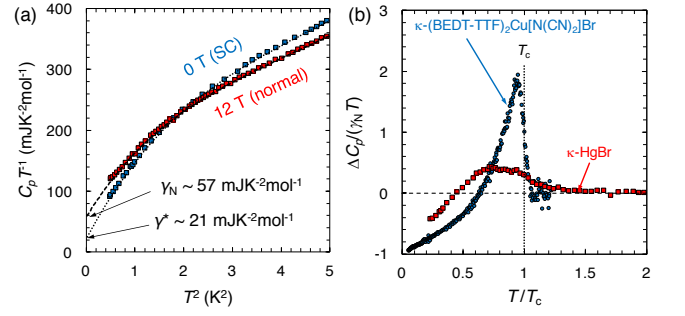 (a)
400
300
200
100
0
CₚT⁻¹ (mJK⁻²mol⁻¹)
0 T (SC)
12 T (normal)
γN ~ 57 mJK⁻²mol⁻¹
γ* ~ 21 mJK⁻²mol⁻¹
0 1 2 3 4 5
T² (K²)
(b)
κ-(BEDT-TTF)₂Cu[N(CN)₂]Br
Tc
3
2
1
0
-1
ΔCₚ/(γNT)
κ-HgBr
0 0.5 1 1.5 2
T/Tc